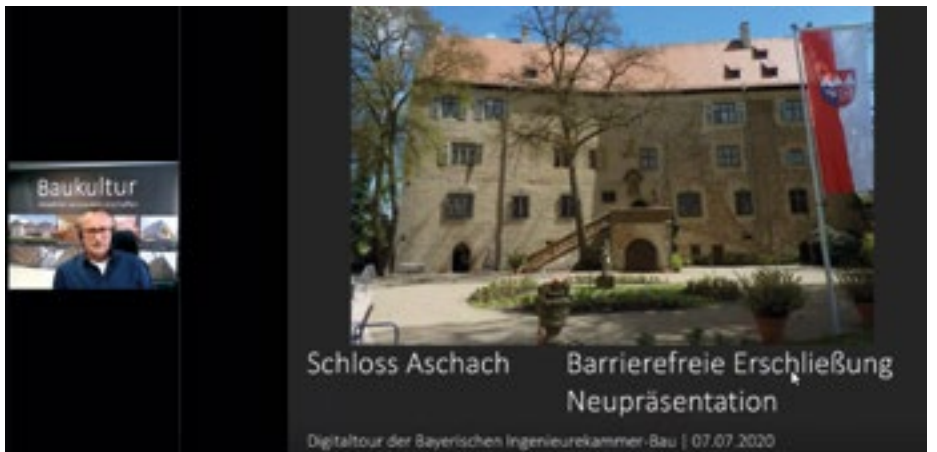 Baukultur
Schloss Aschach
Barrierefreie Erschließung
Neupräsentation
Digitaltour der Bayerischen Ingenieurekammer-Bau | 07.07.2020